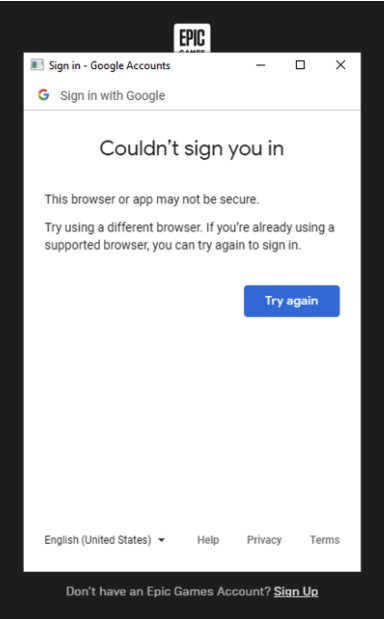 EPIC
GAMES
Sign in - Google Accounts
Sign in with Google
Couldn't sign you in
This browser or app may not be secure.
Try using a different browser. If you're already using a
supported browser, you can try again to sign in.
Try again
English (United States)
Help Privacy Terms
Don't have an Epic Games Account? Sign Up